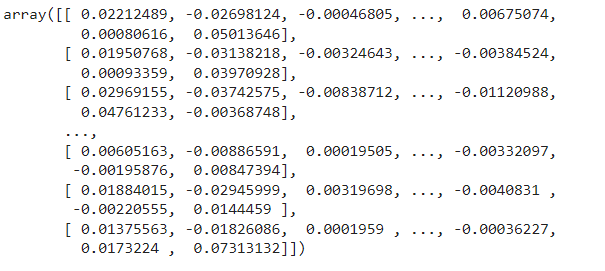 array([[ 0.02212489, -0.02698124, -0.00046805, ...,  0.00675074,
         0.00080616,  0.05013646],
       [ 0.01950768, -0.03138218, -0.00324643, ..., -0.00384524,
         0.00093359,  0.03970928],
       [ 0.02969155, -0.03742575, -0.00838712, ..., -0.01120988,
         0.04761233, -0.00368748],
       ...,
       [ 0.00605163, -0.00886591,  0.00019505, ..., -0.00332097,
        -0.00195876,  0.00847394],
       [ 0.01884015, -0.02945999,  0.00319698, ..., -0.0040831 ,
        -0.00220555,  0.0144459 ],
       [ 0.01375563, -0.01826086,  0.0001959 , ..., -0.00036227,
         0.0173224 ,  0.07313132]])